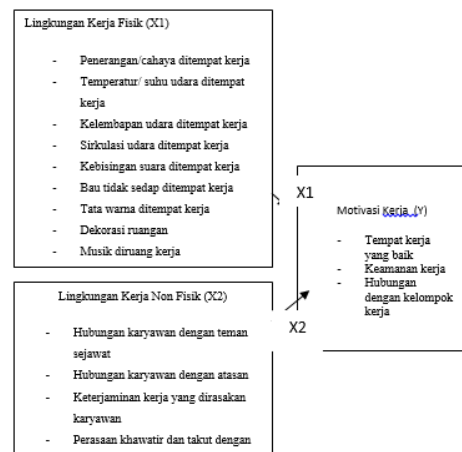 Lingkungan Kerja Fisik (X1)
- Penerangan/cahaya ditempat kerja
- Temperatur/ suhu udara ditempat
kerja
- Kelembapan udara ditempat kerja
- Sirkulasi udara ditempat kerja
- Kebisingan suara ditempat kerja
- Bau tidak sedap ditempat kerja
- Tata warna ditempat kerja
- Dekorasi ruangan
- Musik diruang kerja
X1
Motivasi Kerja (Y)
- Tempat kerja
yang baik
- Keamanan kerja
- Hubungan
dengan kelompok
kerja
Lingkungan Kerja Non Fisik (X2)
- Hubungan karyawan dengan teman
sejawat
- Hubungan karyawan dengan atasan
- Keterjaminan kerja yang dirasakan
karyawan
- Perasaan khawatir dan takut dengan
X2